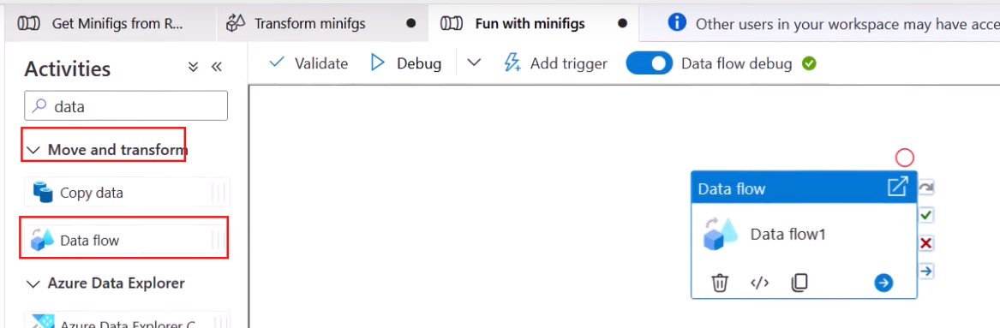 Get Minifigs from R...
Transform minifigs
Fun with minifigs
Other users in your workspace may have acce
Activities
Validate
Debug
Add trigger
Data flow debug
data
Move and transform
Copy data
Data flow
Azure Data Explorer
Azure Data Explorer C
Data flow
Data flow1